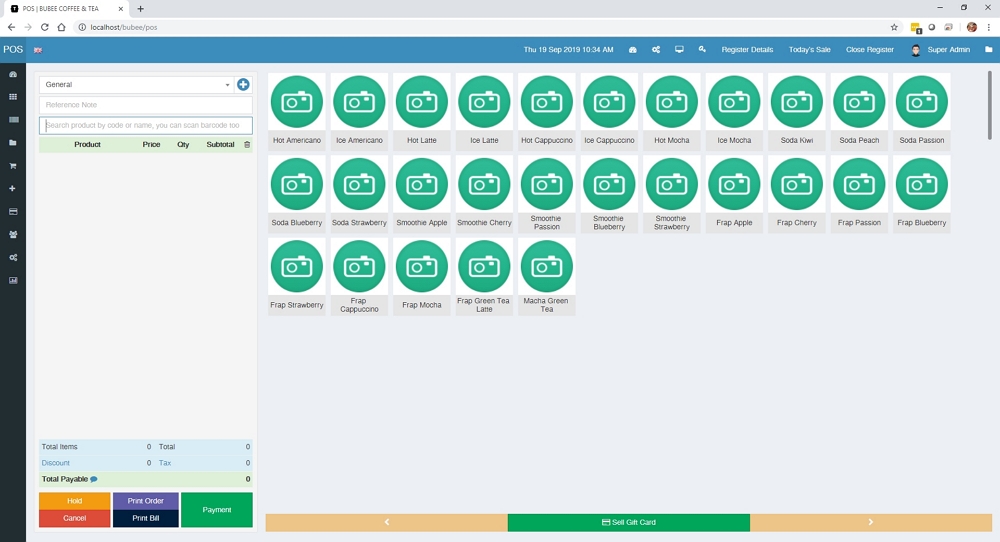 POS | BUBEE COFFEE & TEA
localhost/bubee/pos
1
POS
Thu 19 Sep 2019 10:34 AM
Register Details
Today's Sale
Close Register
Super Admin
General
Reference Note
Search product by code or name, you can scan barcode too
Product Price Qty Subtotal
Hot Americano
Ice Americano
Hot Latte
Ice Latte
Hot Cappuccino
Ice Cappuccino
Hot Mocha
Ice Mocha
Soda Kiwi
Soda Peach
Soda Passion
Soda Blueberry
Soda Strawberry
Smoothie Apple
Smoothie Cherry
Smoothie
Passion
Smoothie
Blueberry
Smoothie
Strawberry
Frap Apple
Frap Cherry
Frap Passion
Frap Blueberry
Frap Strawberry
Frap
Cappuccino
Frap Mocha
Frap Green Tea
Latte
Macha Green
Tea
Total Items 0 Total 0
Discount 0 Tax 0
Total Payable 0
Hold
Print Order
Payment
Cancel
Print Bill
Sell Gift Card